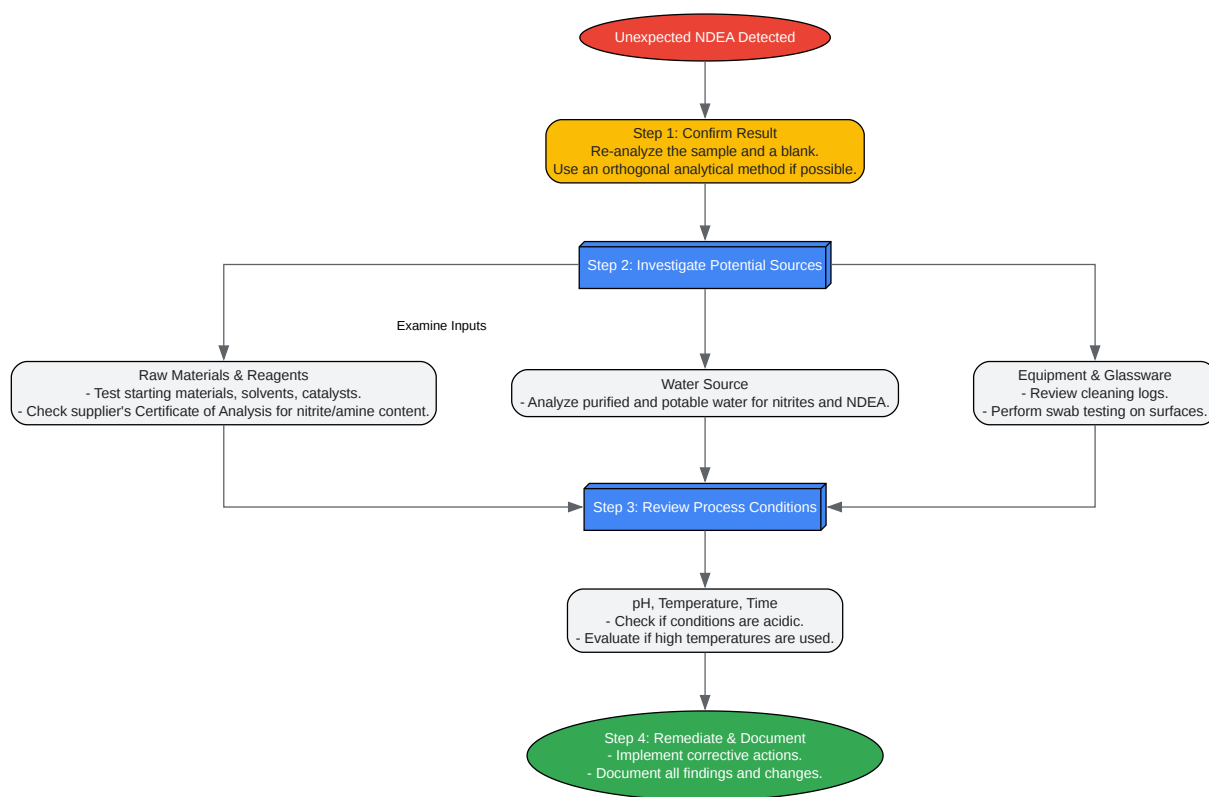 Unexpected NDEA Detected
Step 1: Confirm Result
Re-analyze the sample and a blank.
Use an orthogonal analytical method if possible.
Step 2: Investigate Potential Sources
Examine Inputs
Raw Materials & Reagents
- Test starting materials, solvents, catalysts.
- Check supplier's Certificate of Analysis for nitrite/amine content.
Water Source
- Analyze purified and potable water for nitrites and NDEA.
Equipment & Glassware
- Review cleaning logs.
- Perform swab testing on surfaces.
Step 3: Review Process Conditions
pH, Temperature, Time
- Check if conditions are acidic.
- Evaluate if high temperatures are used.
Step 4: Remediate & Document
- Implement corrective actions.
- Document all findings and changes.